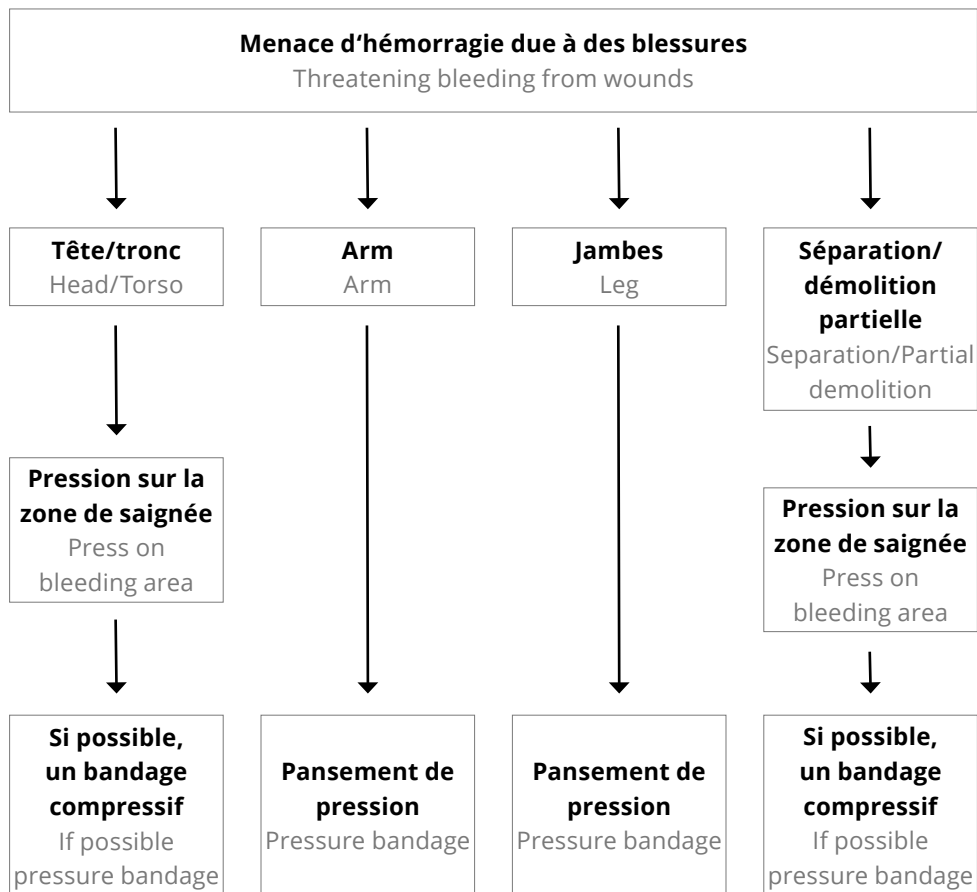 Menace d‘hémorragie due à des blessures
Threatening bleeding from wounds
Tête/tronc
Head/Torso
Arm
Arm
Jambes
Leg
Séparation/
démolition
partielle
Separation/Partial
demolition
Pression sur la
zone de saignée
Press on
bleeding area
Pression sur la
zone de saignée
Press on
bleeding area
Si possible,
un bandage
compressif
If possible
pressure bandage
Pansement de
pression
Pressure bandage
Pansement de
pression
Pressure bandage
Si possible,
un bandage
compressif
If possible
pressure bandage